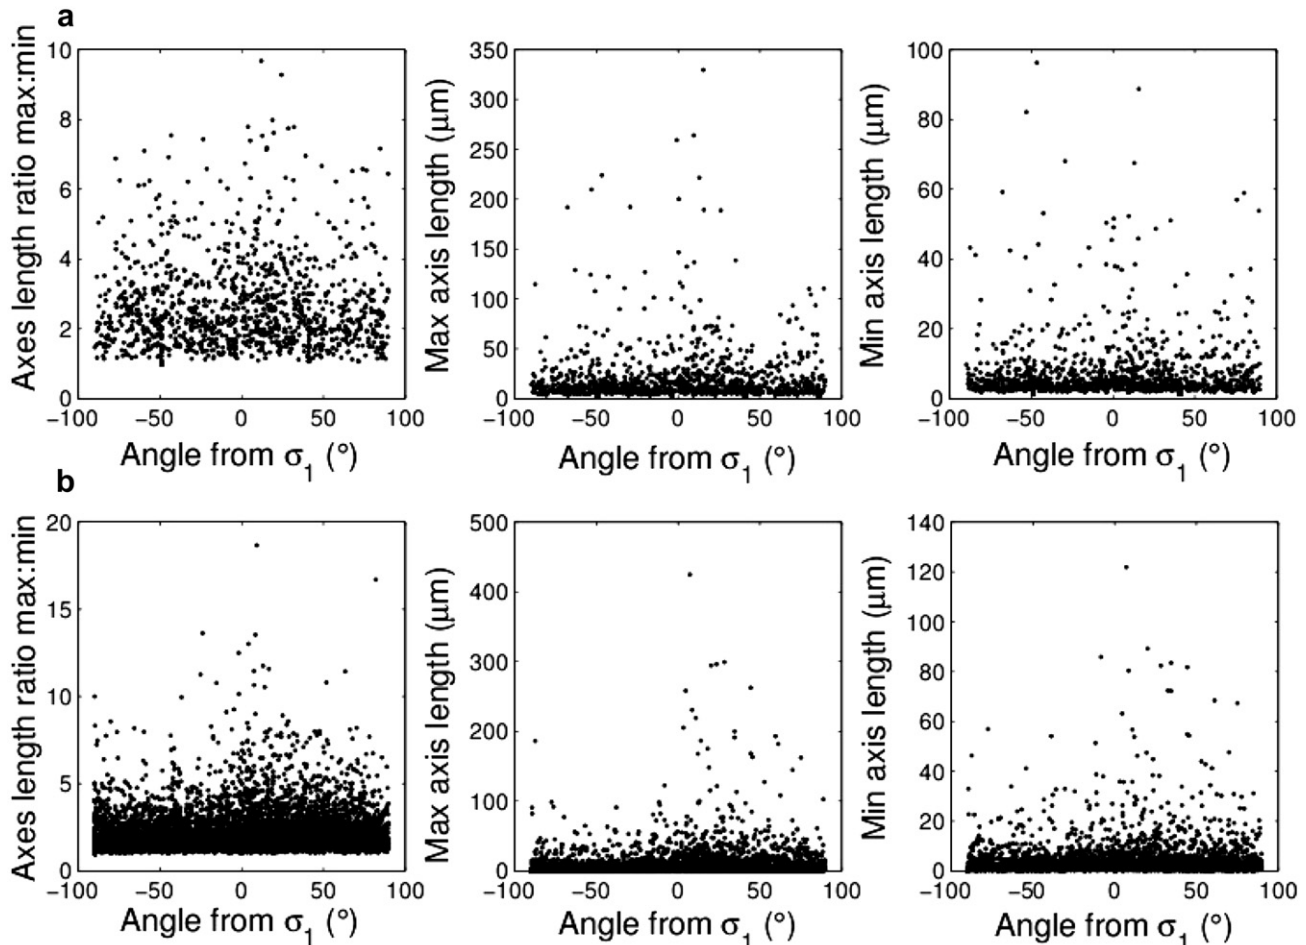 a
Axes length ratio max:min
10
8
6
4
2
0
−100 −50 0 50 100
Angle from σ1 (°)
Max axis length (μm)
350
300
250
200
150
100
50
0
−100 −50 0 50 100
Angle from σ1 (°)
Min axis length (μm)
100
80
60
40
20
0
−100 −50 0 50 100
Angle from σ1 (°)
b
Axes length ratio max:min
20
15
10
5
0
−100 −50 0 50 100
Angle from σ1 (°)
Max axis length (μm)
500
400
300
200
100
0
−100 −50 0 50 100
Angle from σ1 (°)
Min axis length (μm)
140
120
100
80
60
40
20
0
−100 −50 0 50 100
Angle from σ1 (°)